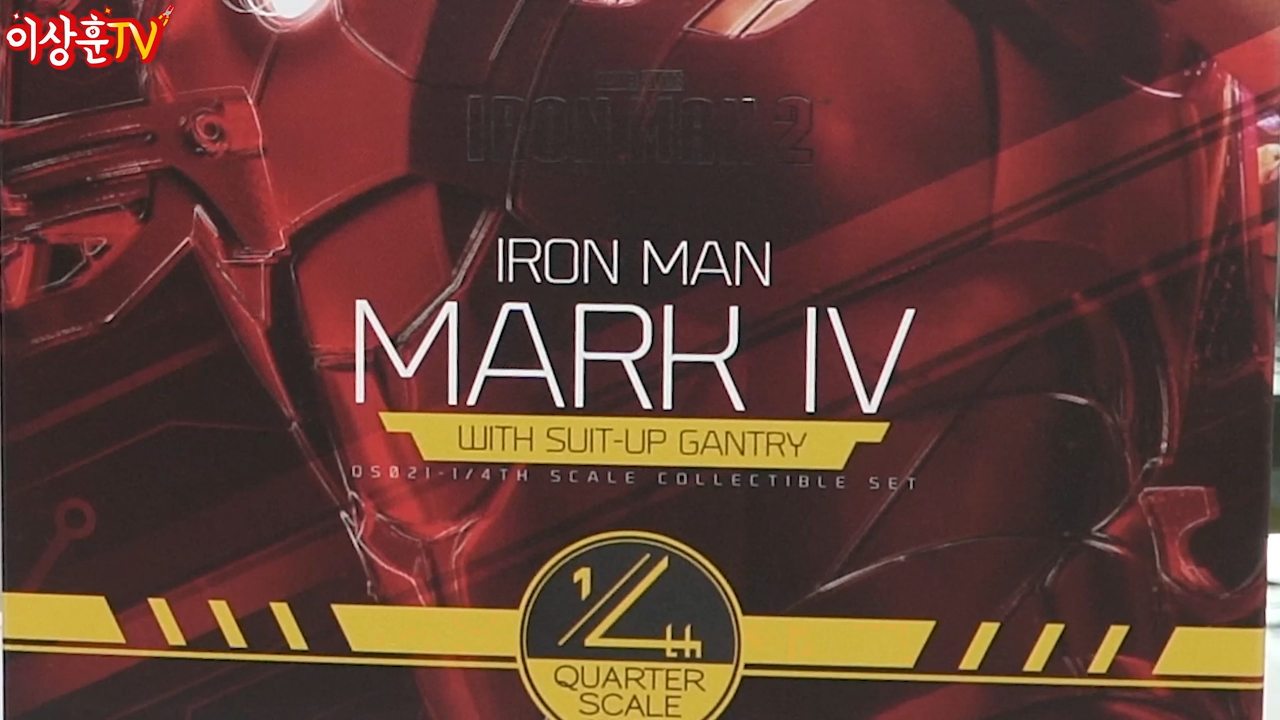 이상훈TV
IRON MAN 2
IRON MAN
MARK IV
WITH SUIT-UP GANTRY
QS021-1/4TH SCALE COLLECTIBLE SET
1/4th
QUARTER
SCALE